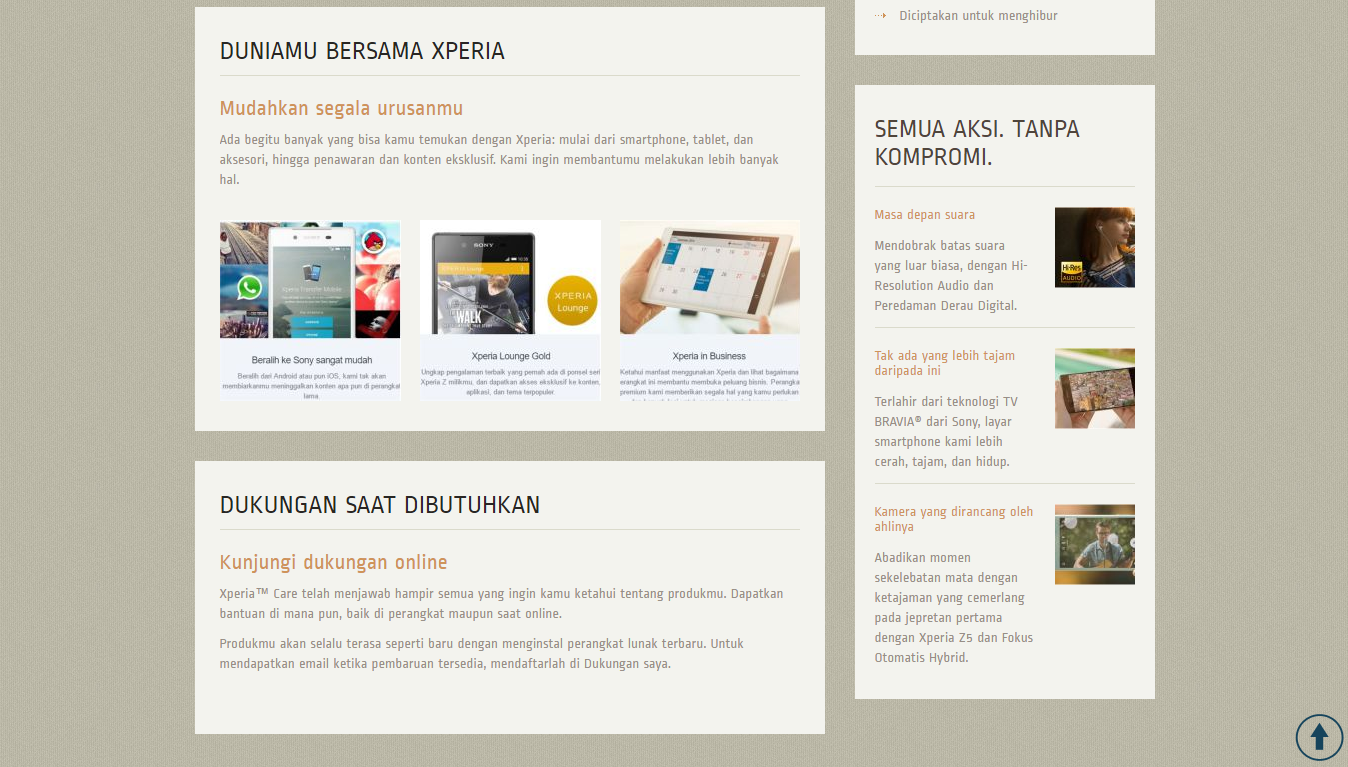 DUNIAMU BERSAMA XPERIA
Mudahkan segala urusanmu
Ada begitu banyak yang bisa kamu temukan dengan Xperia: mulai dari smartphone, tablet, dan
aksesori, hingga penawaran dan konten eksklusif. Kami ingin membantumu melakukan lebih banyak
hal.
Xperia Transfer Mobile
Beralih ke Sony sangat mudah
Beralih dari Android atau pun iOS, kami tak akan
membiarkanmu meninggalkan konten apa pun di perangkat
lama.
SONY
WALK
XPERIA
Lounge
Xperia Lounge Gold
Ungkap pengalaman terbaik yang pernah ada di ponsel seri
Xperia Z milikmu, dan dapatkan akses eksklusif ke konten,
aplikasi, dan tema terpopuler.
Xperia in Business
Ketahui manfaat menggunakan Xperia dan lihat bagaimana
erangkat ini membantu membuka peluang bisnis. Perangka
premium kami memberikan segala hal yang kamu perlukan
DUKUNGAN SAAT DIBUTUHKAN
Kunjungi dukungan online
Xperia™ Care telah menjawab hampir semua yang ingin kamu ketahui tentang produkmu. Dapatkan
bantuan di mana pun, baik di perangkat maupun saat online.
Produkmu akan selalu terasa seperti baru dengan menginstal perangkat lunak terbaru. Untuk
mendapatkan email ketika pembaruan tersedia, mendaftarlah di Dukungan saya.
Diciptakan untuk menghibur
SEMUA AKSI. TANPA
KOMPROMI.
Masa depan suara
Mendobrak batas suara
yang luar biasa, dengan Hi-
Resolution Audio dan
Peredaman Derau Digital.
Hi-Res
AUDIO
Tak ada yang lebih tajam
daripada ini
Terlahir dari teknologi TV
BRAVIA® dari Sony, layar
smartphone kami lebih
cerah, tajam, dan hidup.
Kamera yang dirancang oleh
ahlinya
Abadikan momen
sekelebatan mata dengan
ketajaman yang cemerlang
pada jepretan pertama
dengan Xperia Z5 dan Fokus
Otomatis Hybrid.